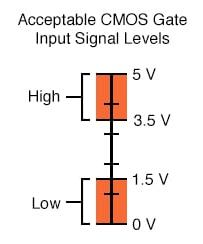 Acceptable CMOS Gate
Input Signal Levels
5 V
High
3.5 V
1.5 V
Low
0 V